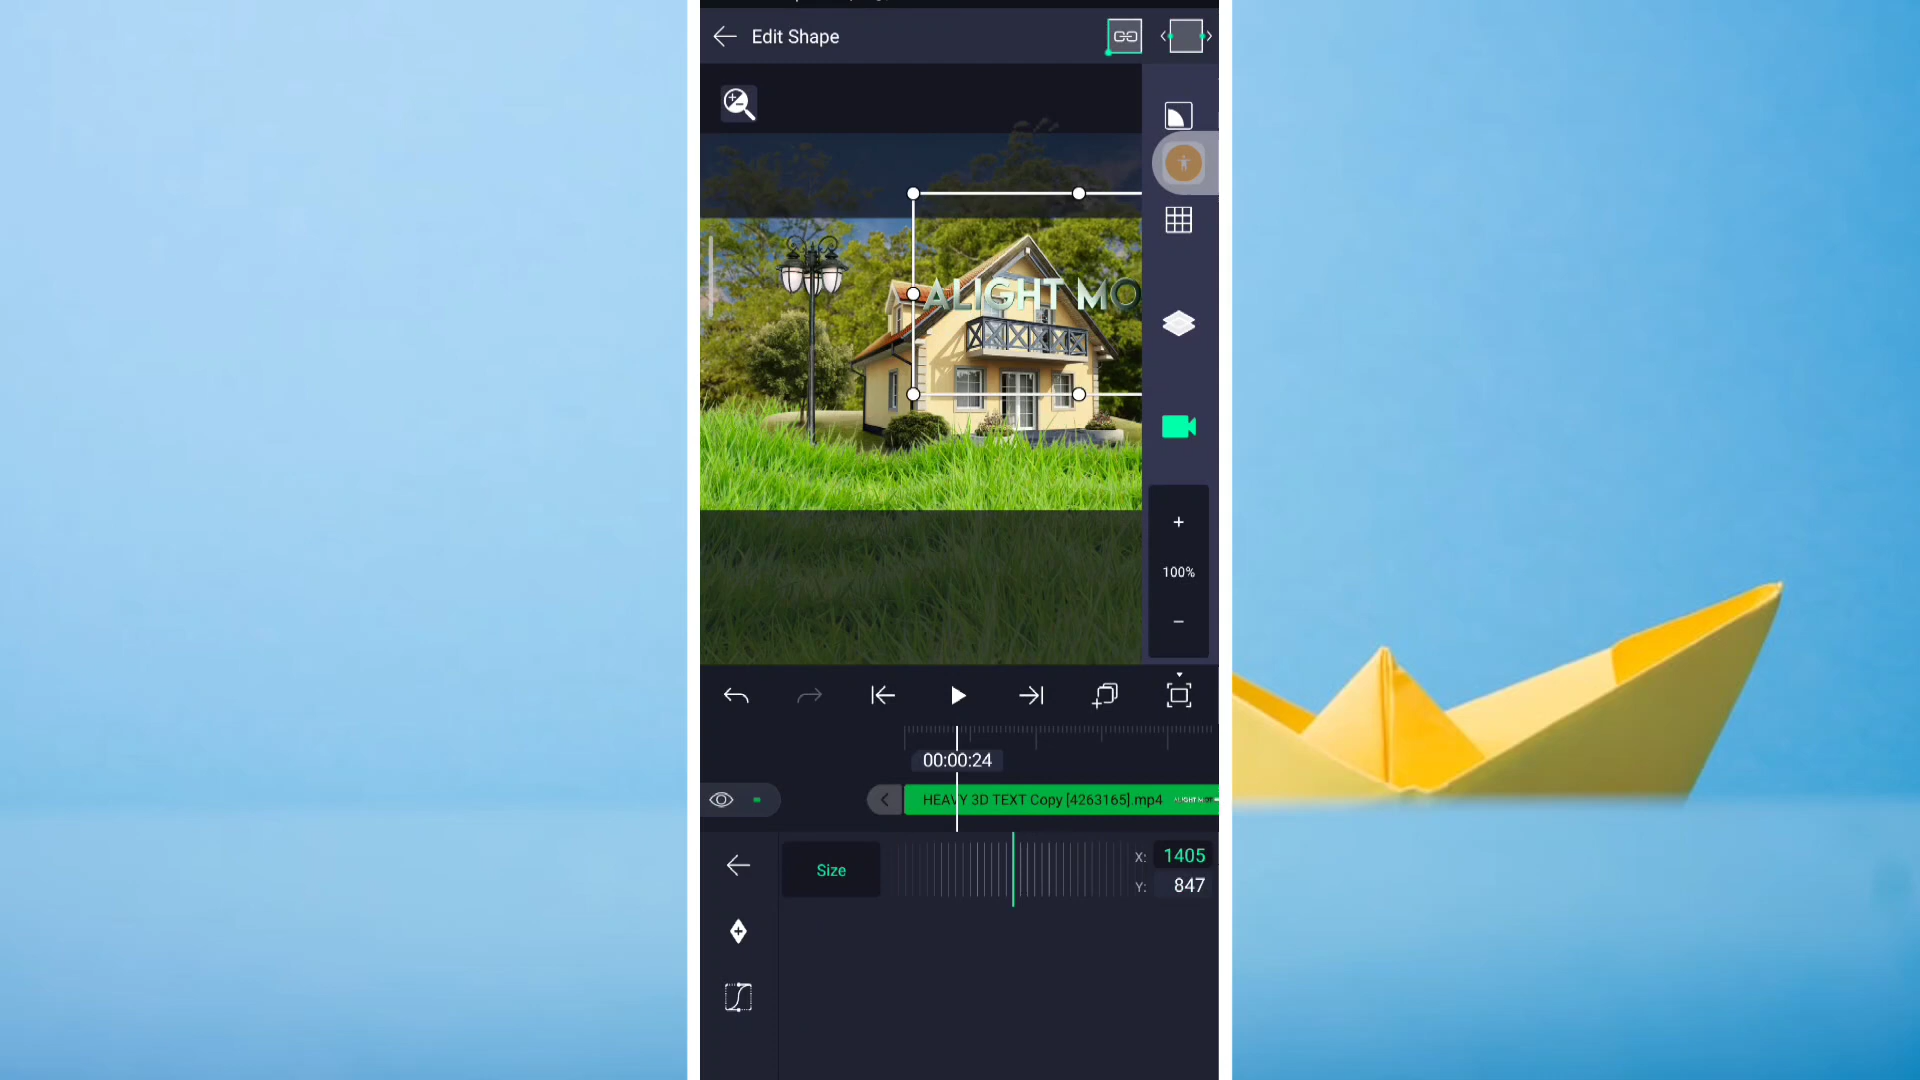 Edit Shape
ALIGHT MO
100%
00:00:24
HEAVY 3D TEXT Copy [4263165].mp4
Size
X: 1405
Y: 847